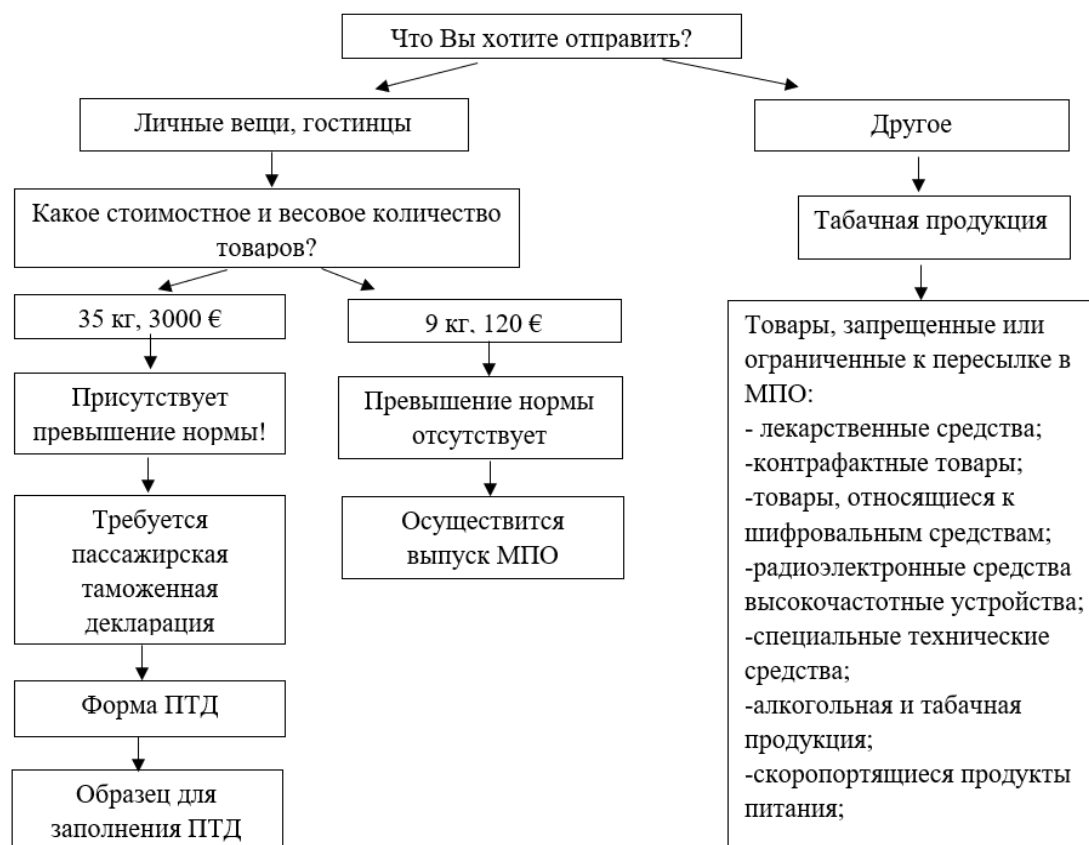 Что Вы хотите отправить?
Личные вещи, гостинцы
Другое
Какое стоимостное и весовое количество
товаров?
Табачная продукция
35 кг, 3000 €
9 кг, 120 €
Присутствует
превышение нормы!
Превышение нормы
отсутствует
Требуется
пассажирская
таможенная
декларация
Осуществится
выпуск МПО
Форма ПТД
Образец для
заполнения ПТД
Товары, запрещенные или
ограниченные к пересылке в
МПО:
- лекарственные средства;
-контрафактные товары;
-товары, относящиеся к
шифровальным средствам;
-радиоэлектронные средства
высокочастотные устройства;
-специальные технические
средства;
-алкогольная и табачная
продукция;
-скоропортящиеся продукты
питания;